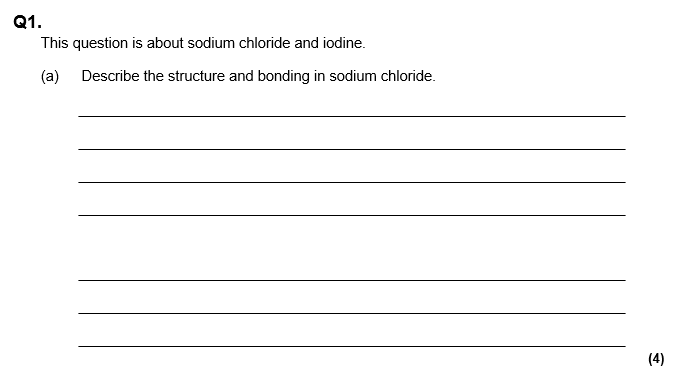 Q1.
This question is about sodium chloride and iodine.
(a) Describe the structure and bonding in sodium chloride.
(4)